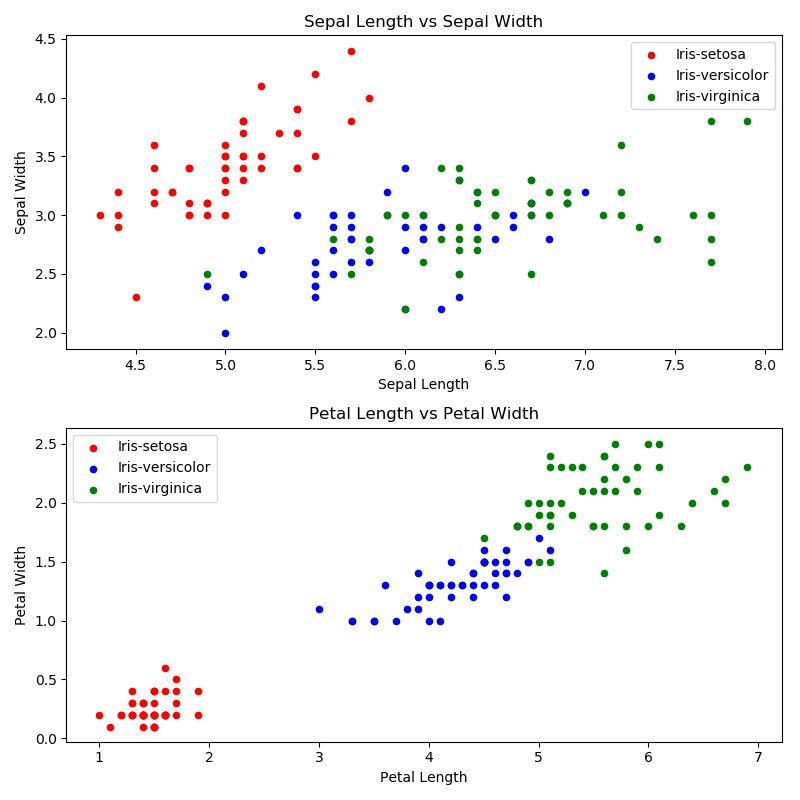 Sepal Length vs Sepal Width
4.5
4.0
3.5
3.0
2.5
2.0
Sepal Width
Iris-setosa
Iris-versicolor
Iris-virginica
4.5 5.0 5.5 6.0 6.5 7.0 7.5 8.0
Sepal Length
Petal Length vs Petal Width
2.5
2.0
1.5
1.0
0.5
0.0
Petal Width
Iris-setosa
Iris-versicolor
Iris-virginica
1 2 3 4 5 6 7
Petal Length